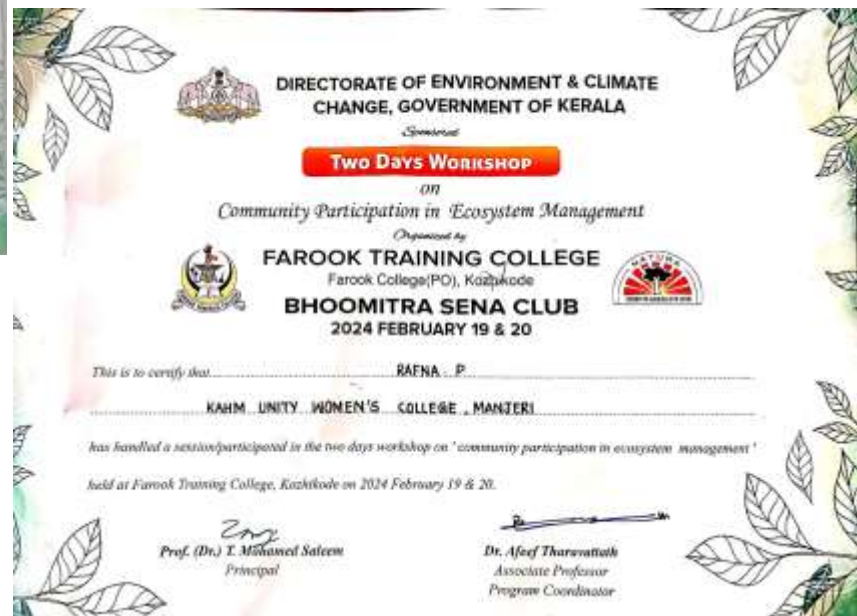 DIRECTORATE OF ENVIRONMENT & CLIMATE
CHANGE, GOVERNMENT OF KERALA
Sponsored
TWO DAYS WORKSHOP
on
Community Participation in Ecosystem Management
Organized by
FAROOK TRAINING COLLEGE
Farook College(PO), Kozhikode
NATURA
BHOOMITRA SENA CLUB
2024 FEBRUARY 19 & 20
This is to certify that RAFNA P
KAHM UNITY WOMEN'S COLLEGE, MANJERI
has handled a session/participated in the two days workshop on ' community participation in ecosystem management '
held at Farook Training College, Kozhikode on 2024 February 19 & 20.
Prof. (Dr.) T. Mohamed Saleem
Principal
Dr. Afeef Tharavattath
Associate Professor
Program Coordinator